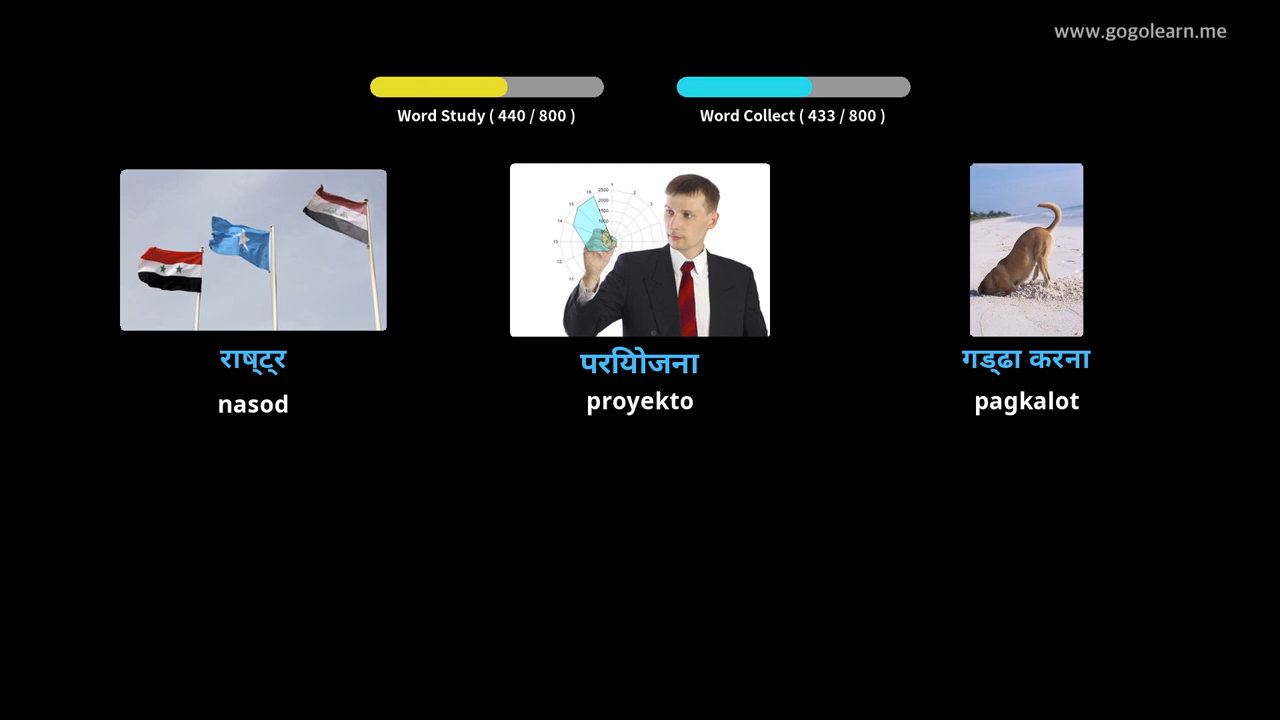 www.gogolearn.me
Word Study ( 440 / 800 )
Word Collect ( 433 / 800 )
राष्ट्र
nasod
परियोजना
proyekto
गड्ढा करना
pagkalot